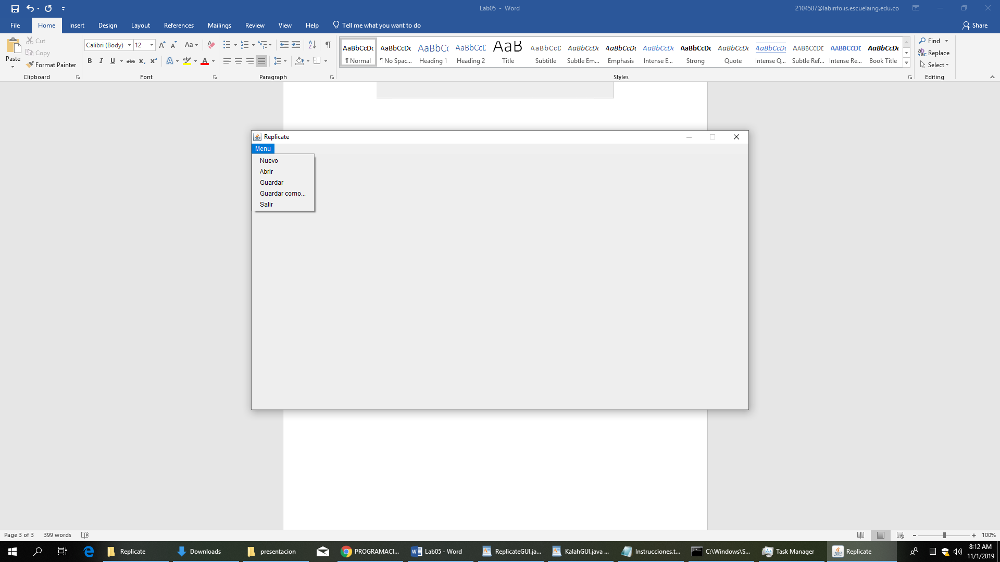 Lab05 - Word
2104587@labinfo.is.escuelaing.edu.co
File Home Insert Design Layout References Mailings Review View Help Tell me what you want to do Share
Paste
Cut
Copy
Format Painter
Clipboard
Calibri (Body) 12
Font
Paragraph
AaBbCcDc AaBbCcDc AaBbCc AaBbCcD AaB AaBbCcD AaBbCcDc AaBbCcDc AaBbCcDc AaBbCcDc AaBbCcDc AaBbCcDc AABBCCDE AABBCCDE AaBbCcDc
¶ Normal ¶ No Spac... Heading 1 Heading 2 Title Subtitle Subtle Em... Emphasis Intense E... Strong Quote Intense Q... Subtle Ref... Intense Re... Book Title
Styles
Find
Replace
Select
Editing
Replicate
Menu
Nuevo
Abrir
Guardar
Guardar como...
Salir
Page 3 of 3 399 words 100%
Replicate Downloads presentacion PROGRAMACI... Lab05 - Word ReplicateGUI.ja... KalahGUI.java ... Instrucciones.t... C:\Windows\S... Task Manager Replicate
8:12 AM
11/1/2019